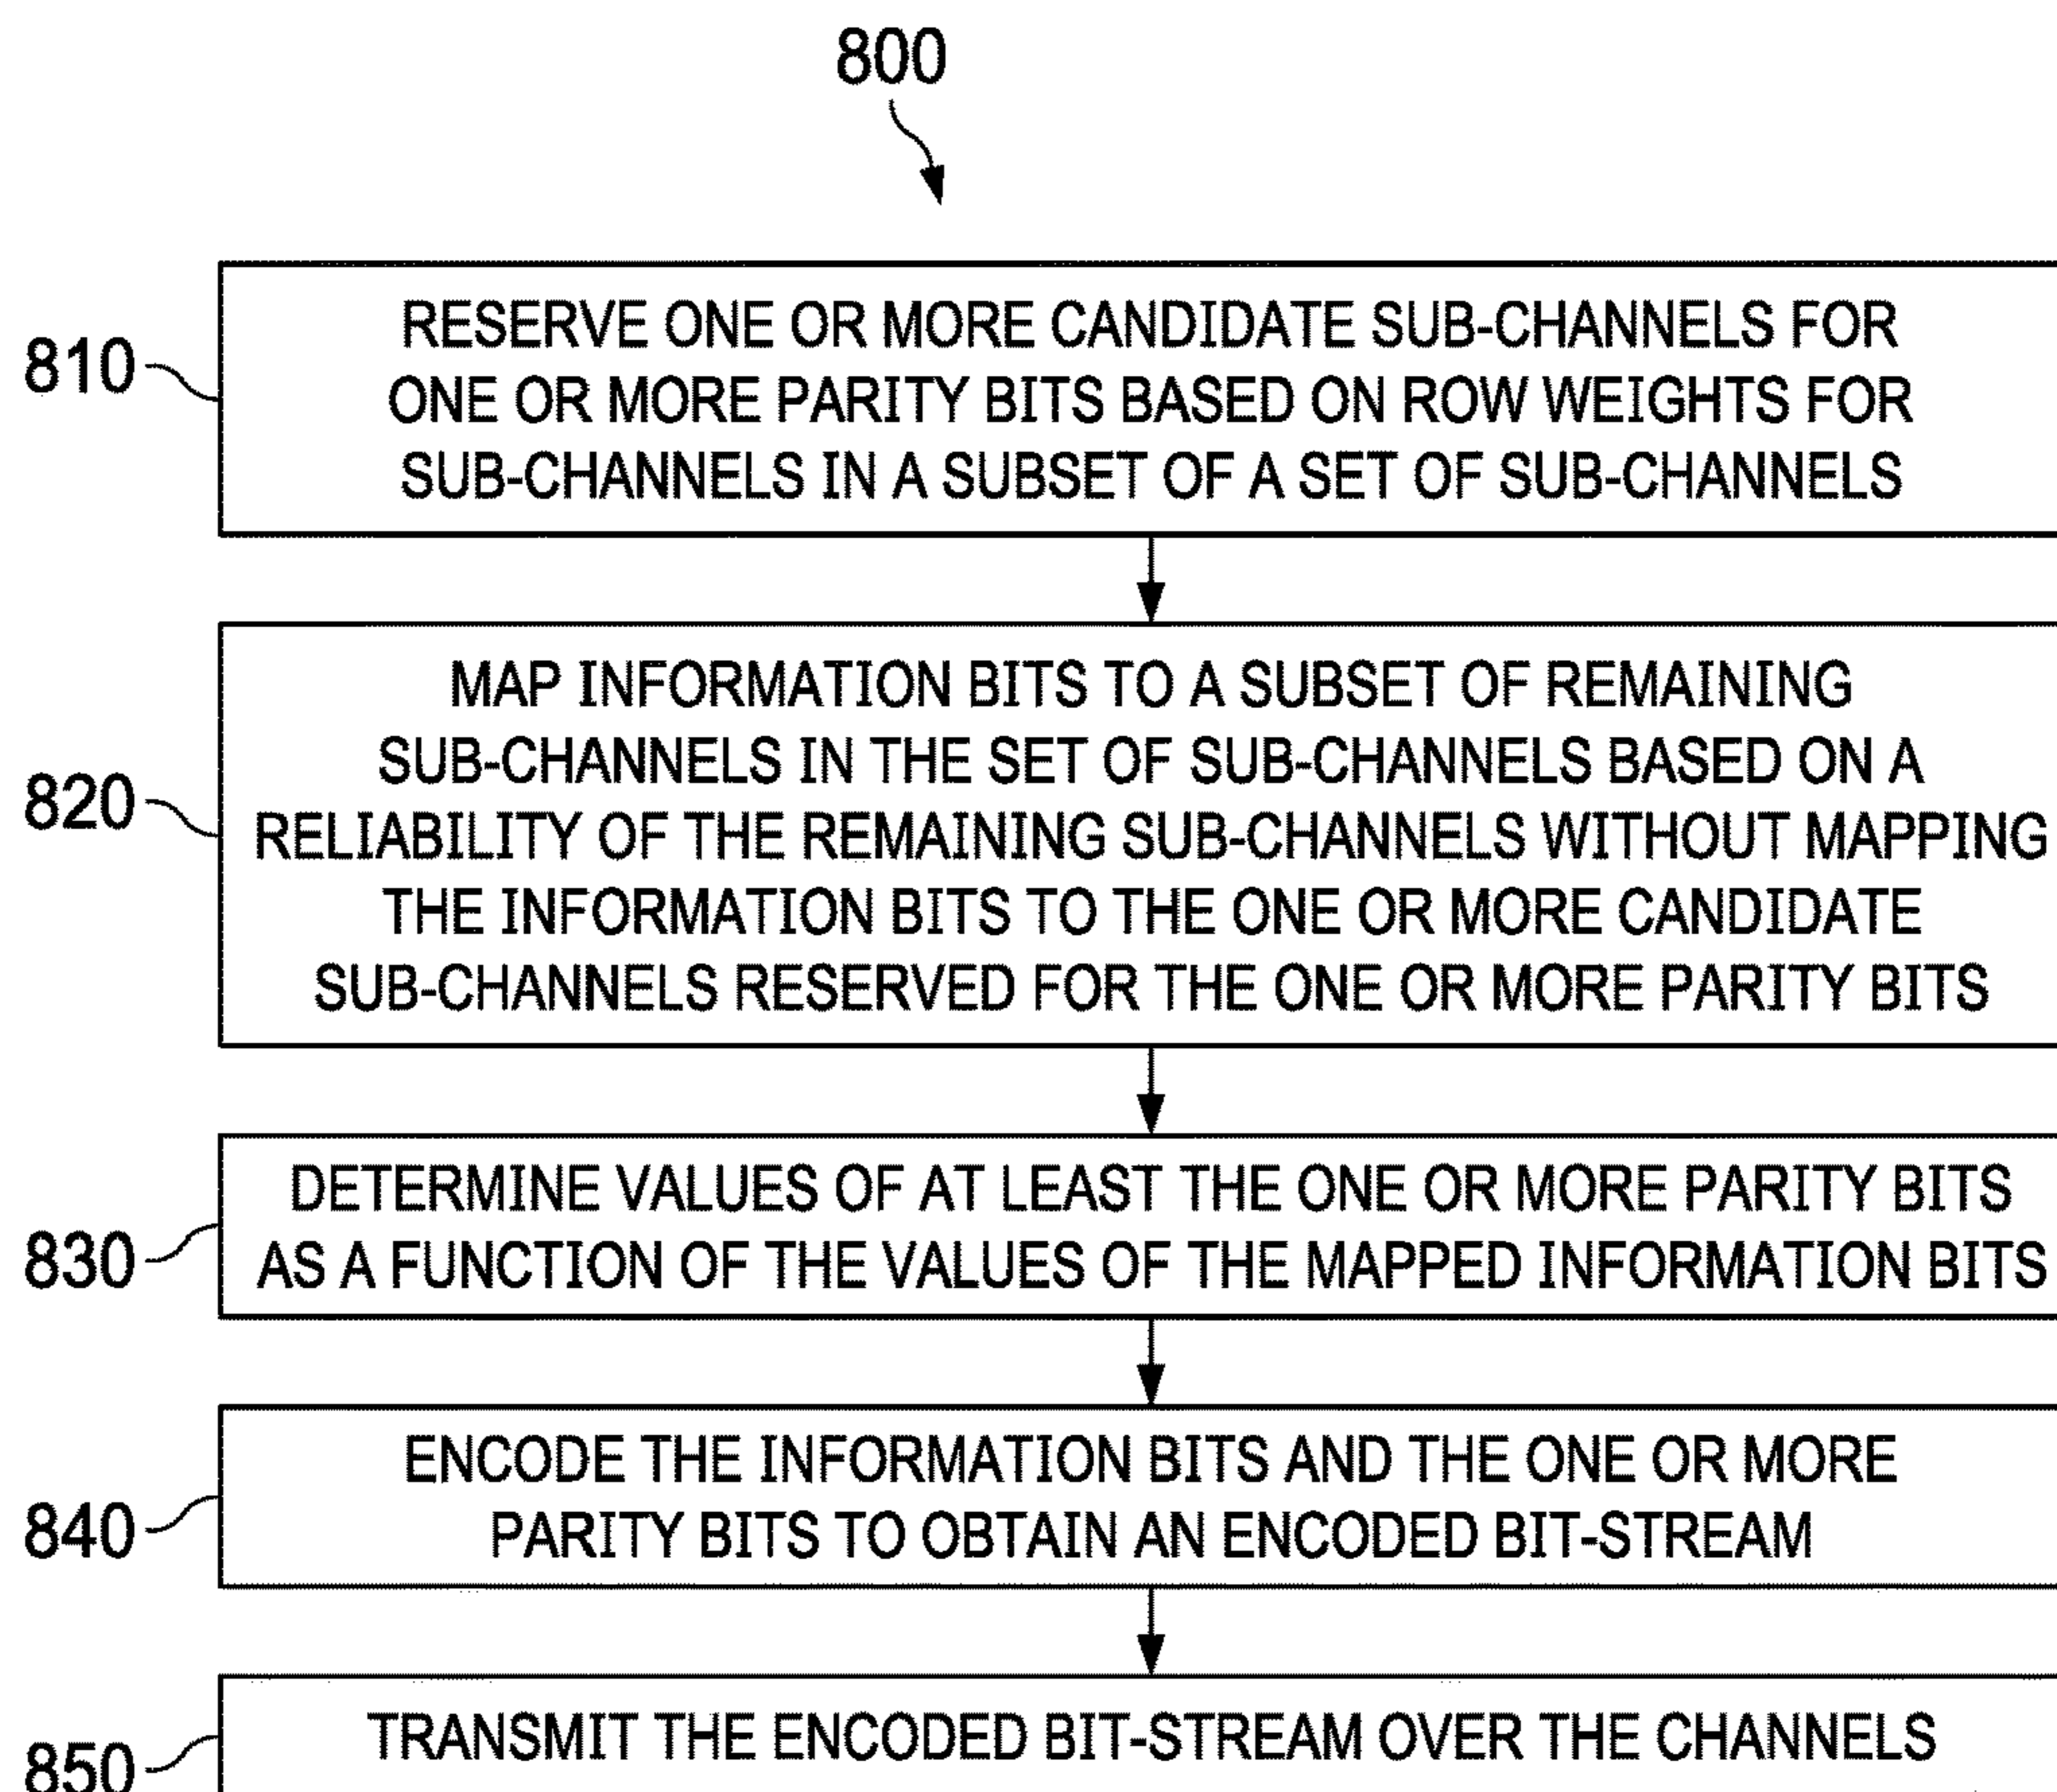 800
810
RESERVE ONE OR MORE CANDIDATE SUB-CHANNELS FOR
ONE OR MORE PARITY BITS BASED ON ROW WEIGHTS FOR
SUB-CHANNELS IN A SUBSET OF A SET OF SUB-CHANNELS
820
MAP INFORMATION BITS TO A SUBSET OF REMAINING
SUB-CHANNELS IN THE SET OF SUB-CHANNELS BASED ON A
RELIABILITY OF THE REMAINING SUB-CHANNELS WITHOUT MAPPING
THE INFORMATION BITS TO THE ONE OR MORE CANDIDATE
SUB-CHANNELS RESERVED FOR THE ONE OR MORE PARITY BITS
830
DETERMINE VALUES OF AT LEAST THE ONE OR MORE PARITY BITS
AS A FUNCTION OF THE VALUES OF THE MAPPED INFORMATION BITS
840
ENCODE THE INFORMATION BITS AND THE ONE OR MORE
PARITY BITS TO OBTAIN AN ENCODED BIT-STREAM
850
TRANSMIT THE ENCODED BIT-STREAM OVER THE CHANNELS